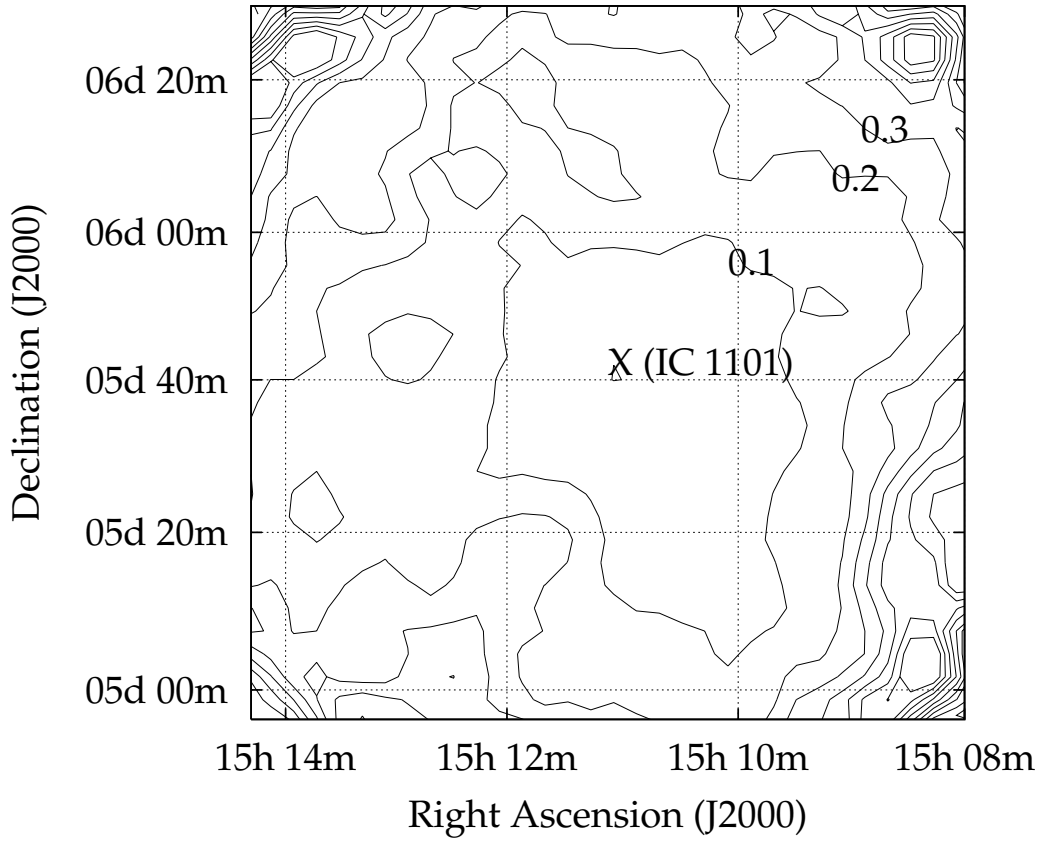 06d 20m
0.3
0.2
06d 00m
0.1
X (IC 1101)
05d 40m
05d 20m
05d 00m
Declination (J2000)
15h 14m 15h 12m 15h 10m 15h 08m
Right Ascension (J2000)